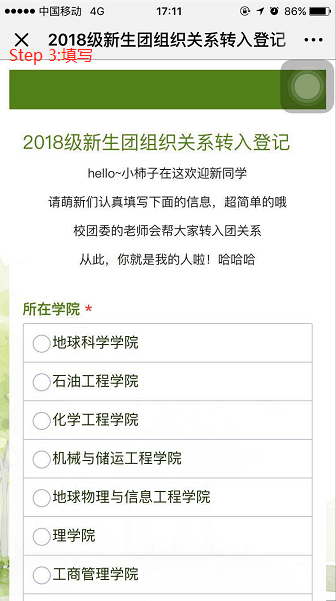 中国移动 4G 17:11 86%
2018级新生团组织关系转入登记
Step 3:填写
2018级新生团组织关系转入登记
hello~小柿子在这欢迎新同学
请萌新们认真填写下面的信息，超简单的哦
校团委的老师会帮大家转入团关系
从此，你就是我的人啦！哈哈哈
所在学院 *
地球科学学院
石油工程学院
化学工程学院
机械与储运工程学院
地球物理与信息工程学院
理学院
工商管理学院